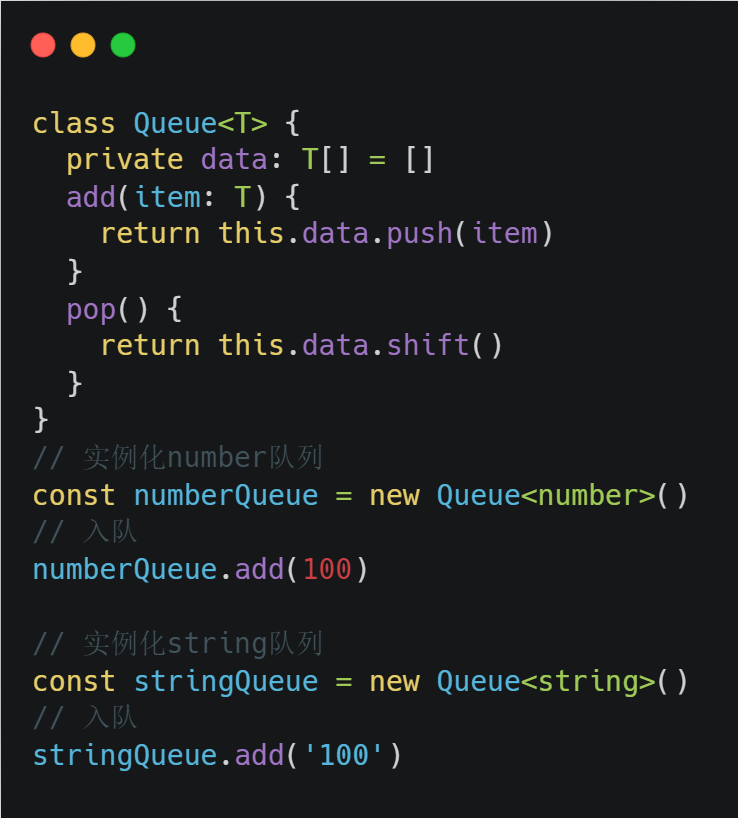 class Queue<T> {
  private data: T[] = []
  add(item: T) {
    return this.data.push(item)
  }
  pop() {
    return this.data.shift()
  }
}
// 实例化number队列
const numberQueue = new Queue<number>()
// 入队
numberQueue.add(100)

// 实例化string队列
const stringQueue = new Queue<string>()
// 入队
stringQueue.add('100')